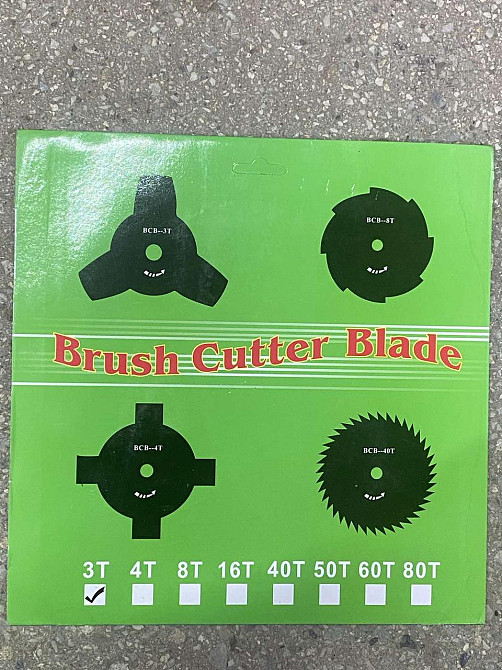 BCB--3T
BCB--8T
Brush Cutter Blade
BCB--4T
BCB--40T
3T 4T 8T 16T 40T 50T 60T 80T